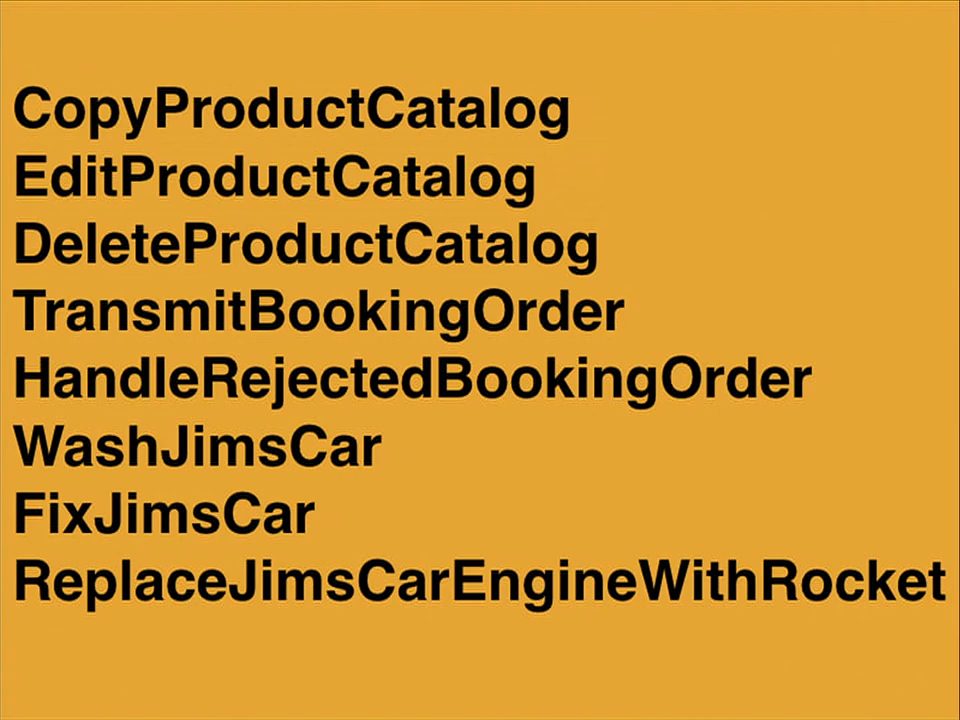 CopyProductCatalog
EditProductCatalog
DeleteProductCatalog
TransmitBookingOrder
HandleRejectedBookingOrder
WashJimsCar
FixJimsCar
ReplaceJimsCarEngineWithRocket